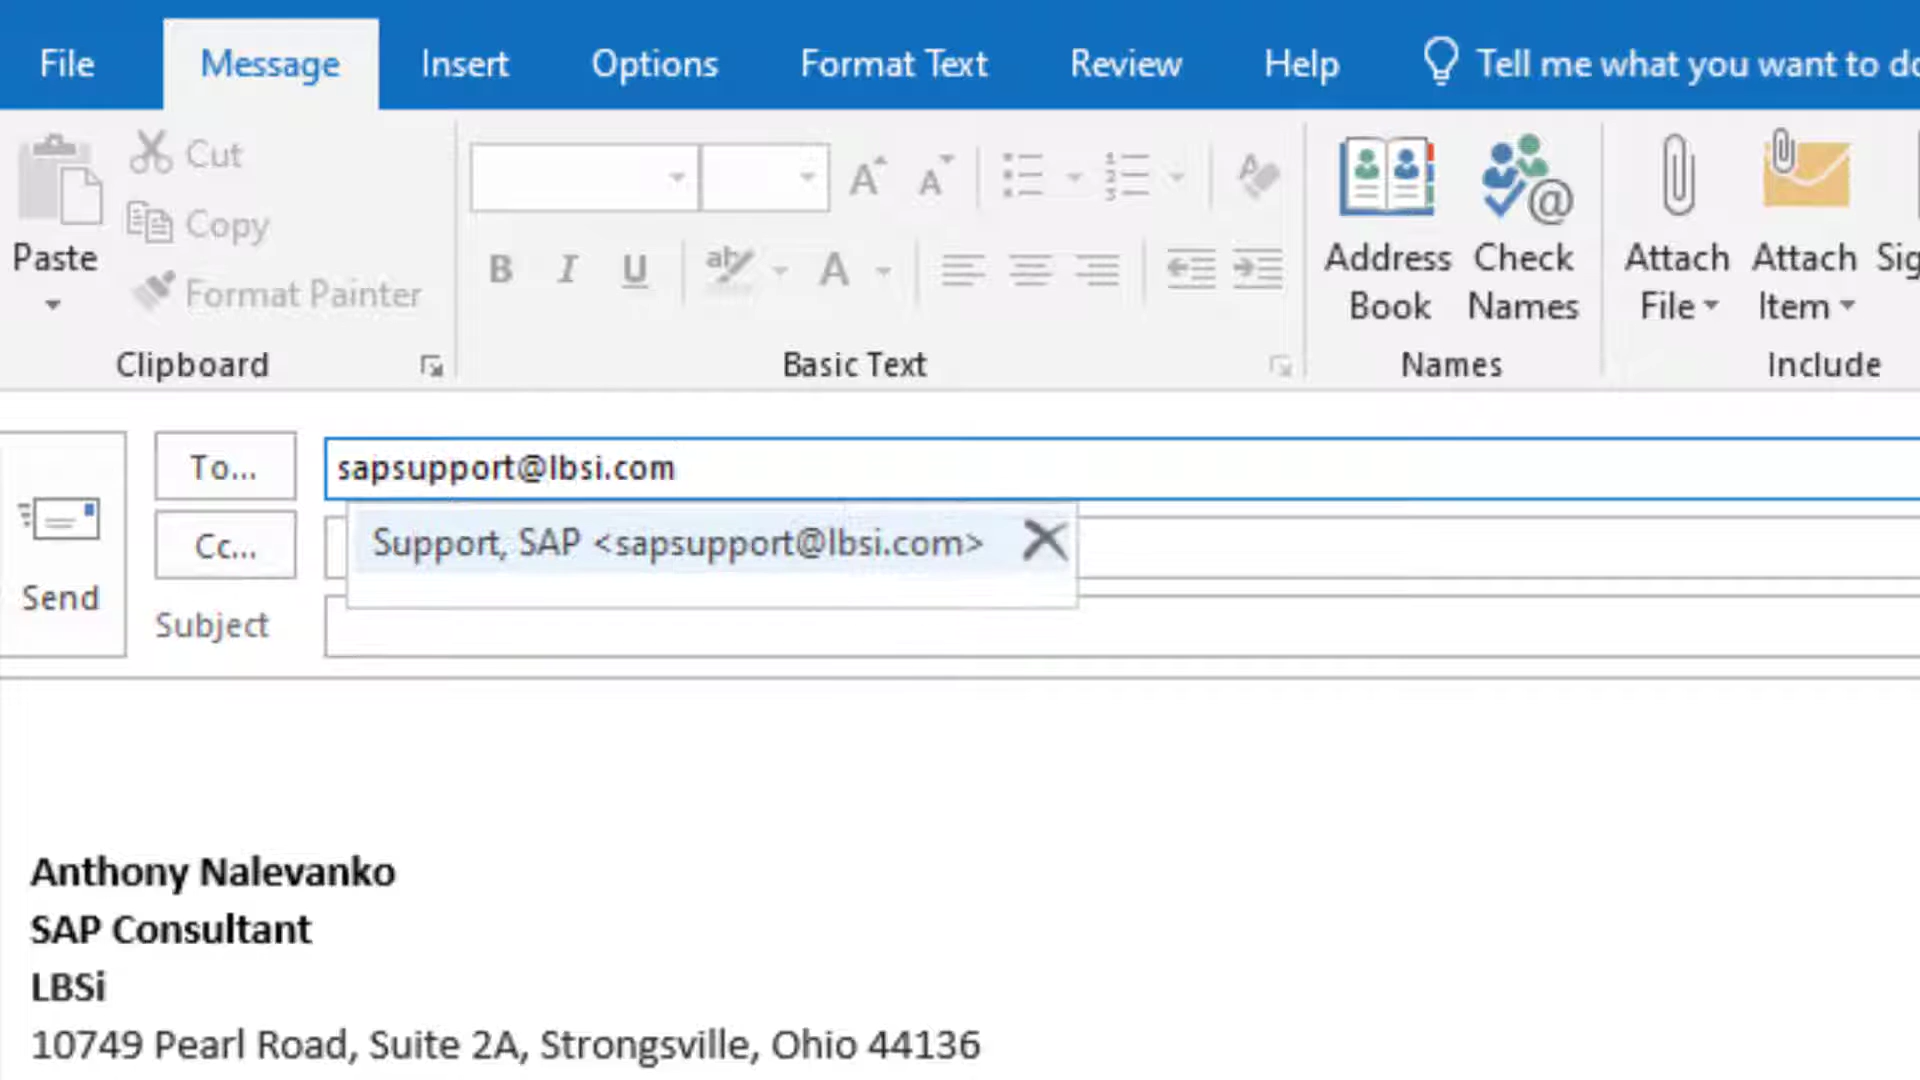 File Message Insert Options Format Text Review Help Tell me what you want to do
Cut
Copy
Paste
Format Painter
Clipboard
B I U
Basic Text
Address Book
Check Names
Names
Attach File
Attach Item
Include
To...
sapsupport@lbsi.com
Cc...
Support, SAP <sapsupport@lbsi.com>
Send
Subject
Anthony Nalevanko
SAP Consultant
LBSi
10749 Pearl Road, Suite 2A, Strongsville, Ohio 44136